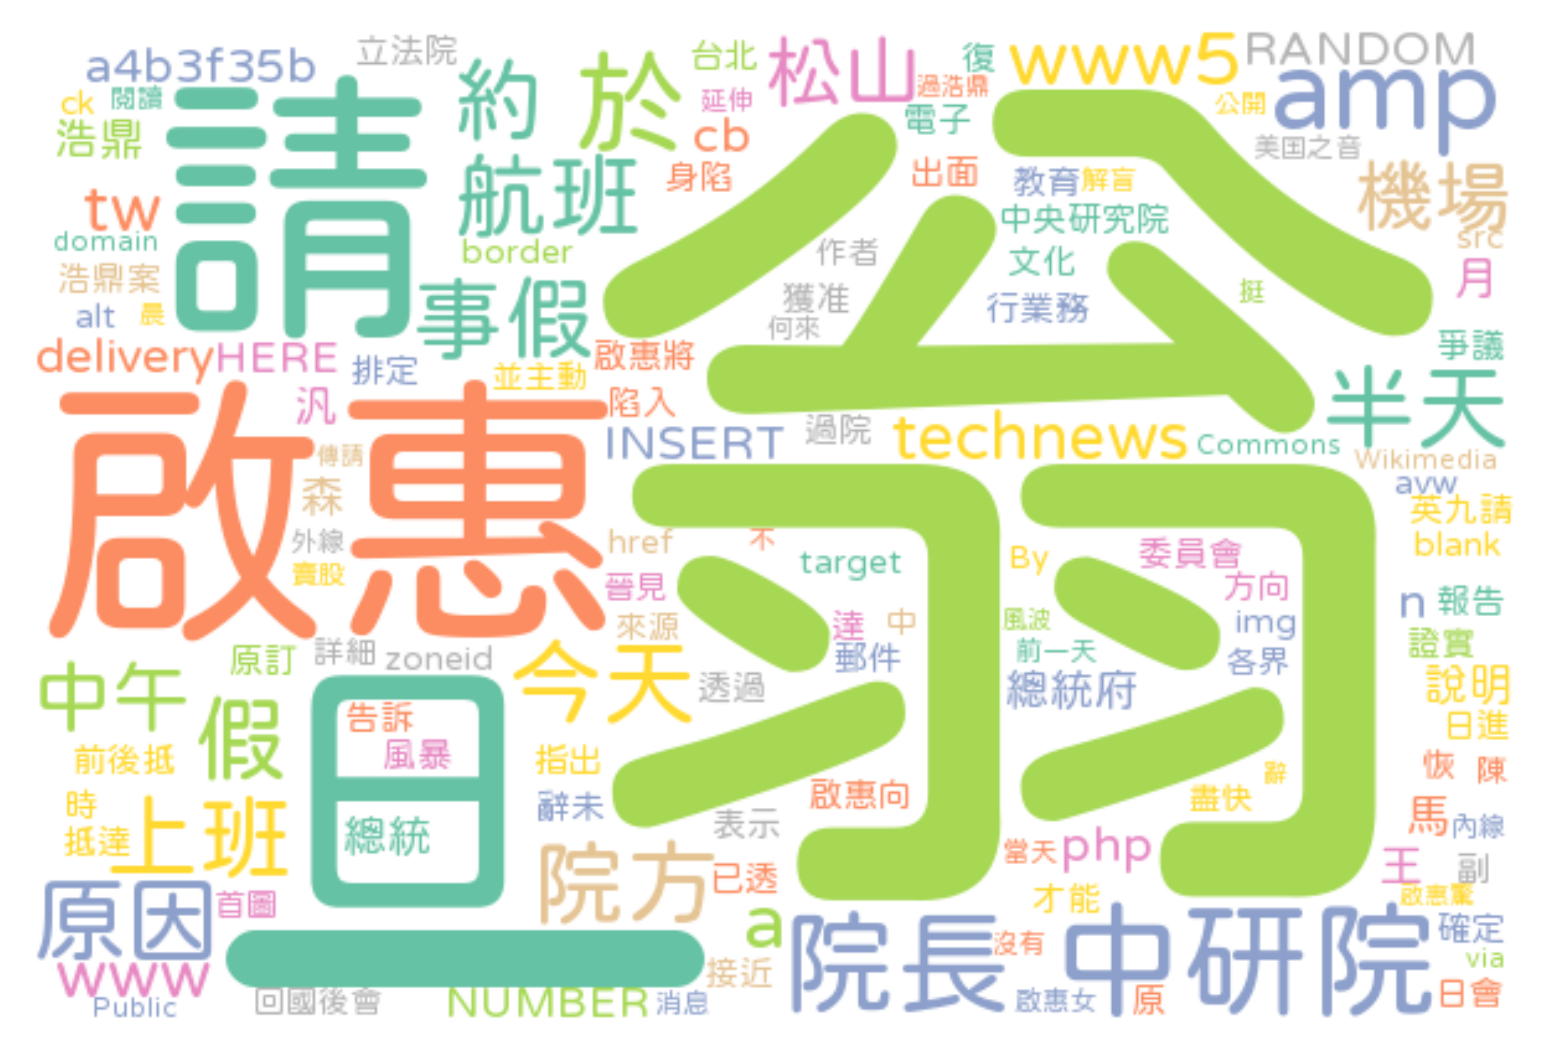 a4b3f35b
立法院
約
於
台北
松山
復
www5
RANDOM
ck
閱讀
請
延伸
過浩鼎
公開
amp
浩鼎
cb
電子
美国之音
航班
身陷
出面
教育
解盲
機場
tw
中央研究院
src
domain
border
作者
文化
月
浩鼎案
事假
獲准
行業務
挺
alt
晨
何來
公
delivery
HERE
排定
並主動
啟惠將
爭議
汎
陷入
半天
啟惠
INSERT
過院
technews
Commons
傳請
Wikimedia
森
avw
英九請
外線
href
不
target
By
委員會
blank
賣股
晉見
方向
n
報告
來源
達
中
風波
img
翁
原訂
詳細
zoneid
今天
郵件
前一天
各界
證實
中午
透過
總統府
說明
假
告訴
日進
前後抵
風暴
指出
恢
陳
辭
時
辭未
啟惠向
盡快
抵達
上班
總統
表示
馬
內線
旦
院方
已透
當天
php
王
副
原因
首圖
a
才能
啟惠驚
院長
沒有
中研院
確定
www
一
接近
via
Public
回國後會
NUMBER
消息
啟惠女
原
日會